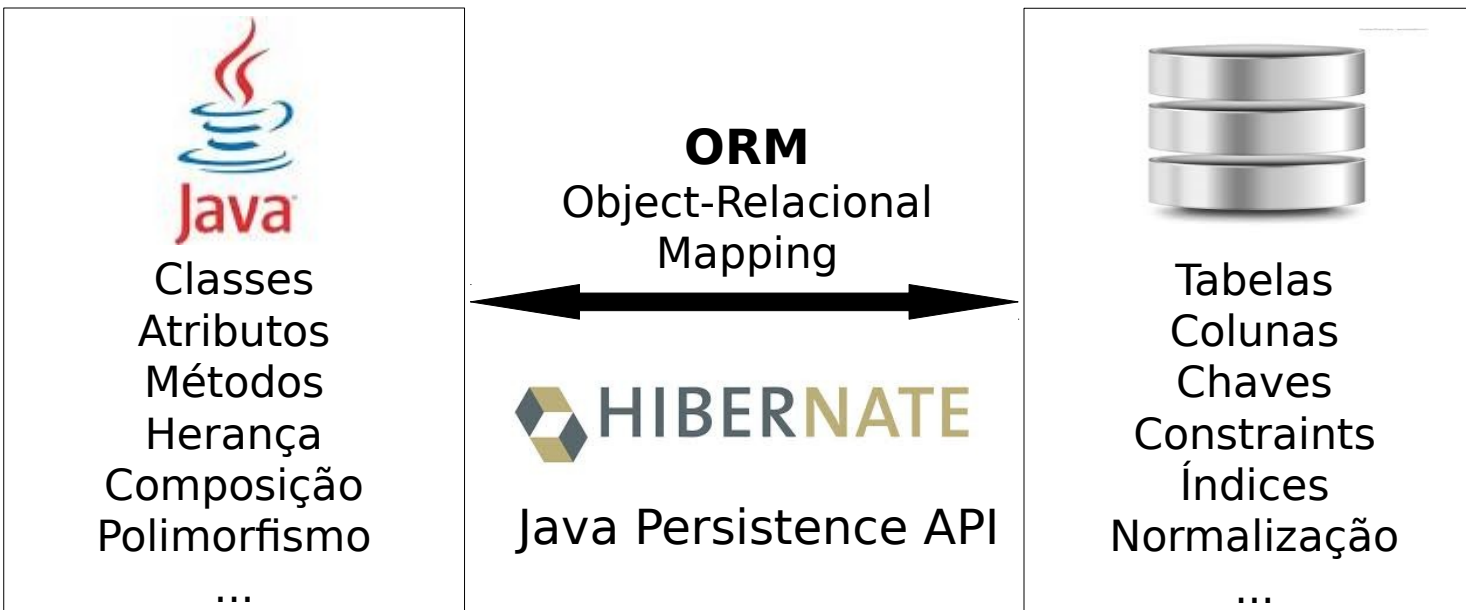 Java
Classes
Atributos
Métodos
Herança
Composição
Polimorfismo
...
ORM
Object-Relacional
Mapping
HIBERNATE
Java Persistence API
Tabelas
Colunas
Chaves
Constraints
Índices
Normalização
...